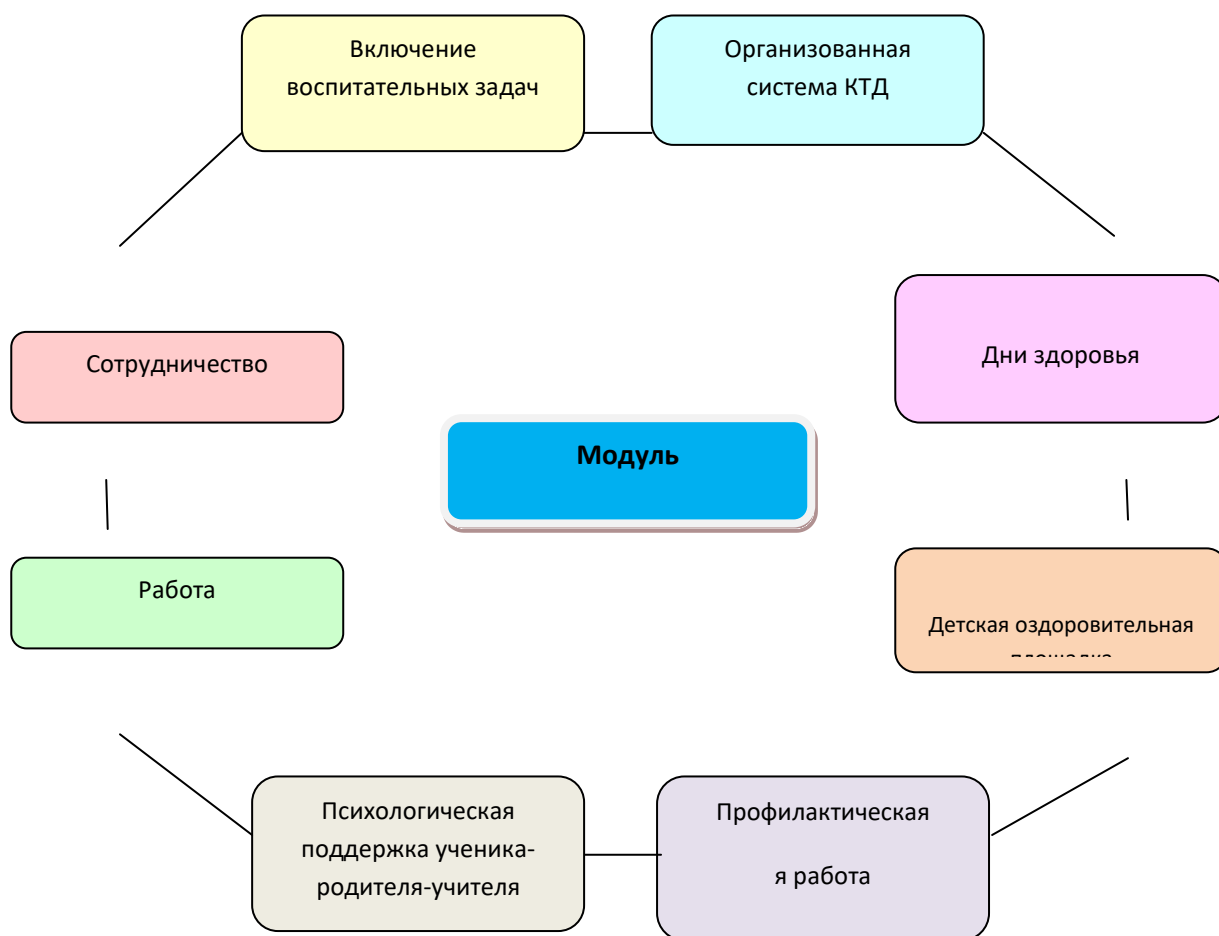 Включение
воспитательных задач
Организованная
система КТД
Сотрудничество
Дни здоровья
Модуль
Работа
Детская оздоровительная
площадка
Психологическая
поддержка ученика-
родителя-учителя
Профилактическая
я работа